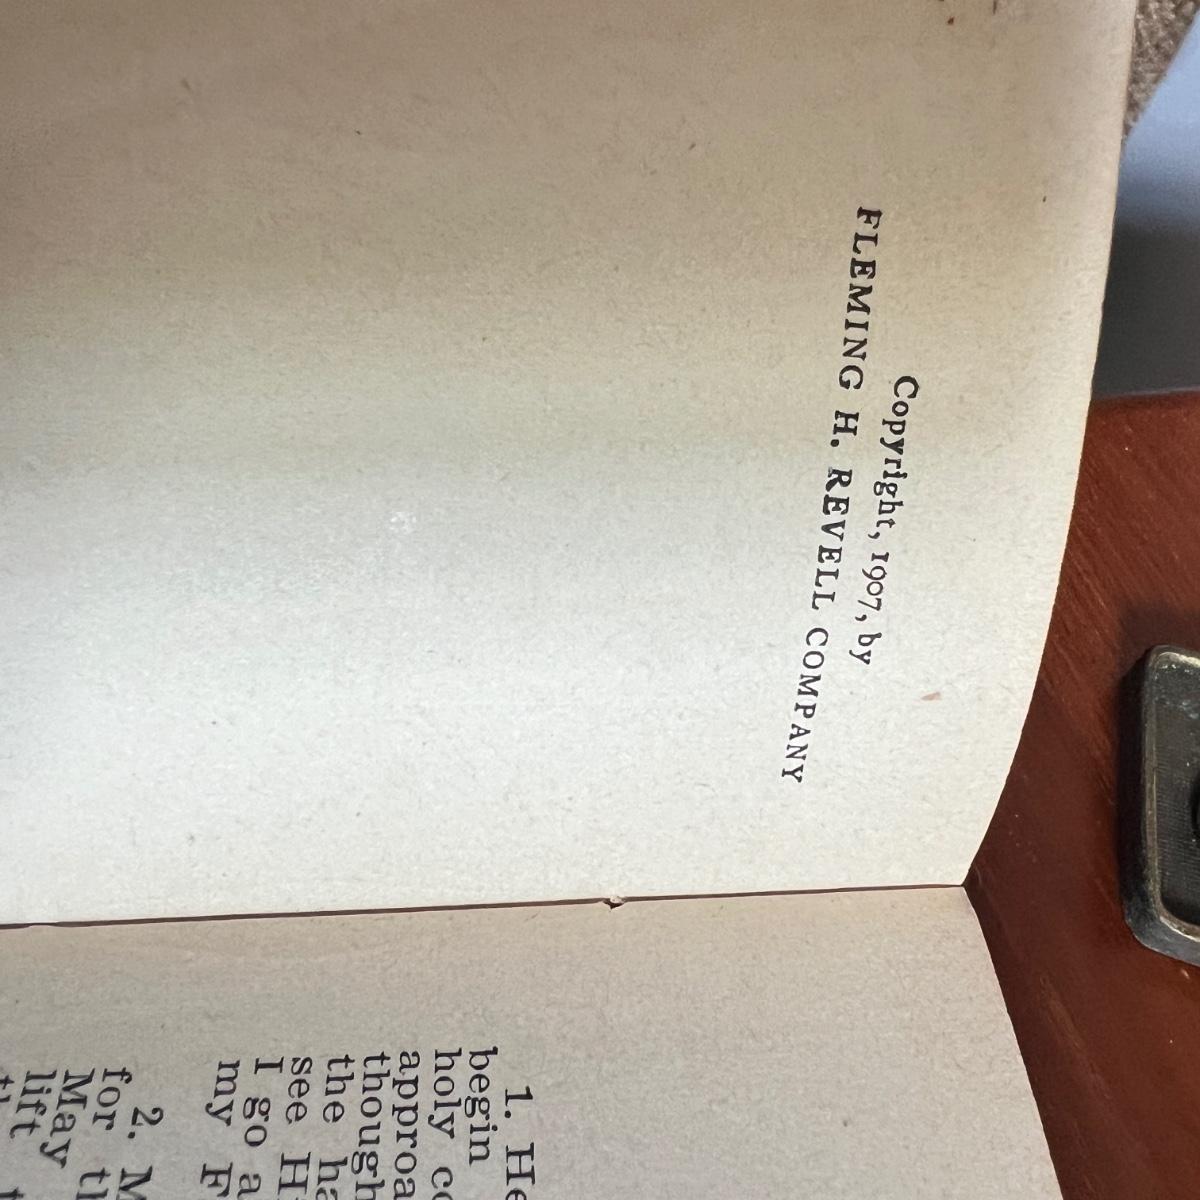 Copyright, 1907, by
FLEMING H. REVELL COMPANY
1. He
begin
holy
approa
though
the ha
see H
I go a
my F
2. M
for th
May
lift